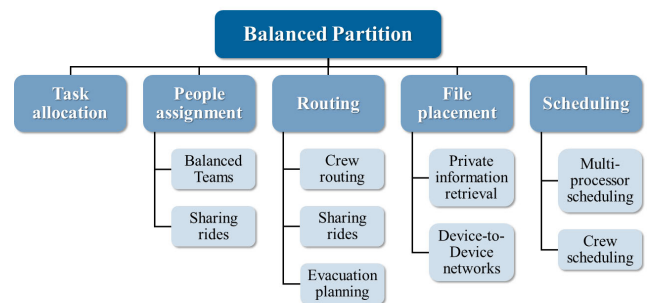 Balanced Partition
Task
allocation
People
assignment
Routing
File
placement
Scheduling
Balanced
Teams
Sharing
rides
Crew
routing
Sharing
rides
Evacuation
planning
Private
information
retrieval
Device-to-
Device
networks
Multi-
processor
scheduling
Crew
scheduling